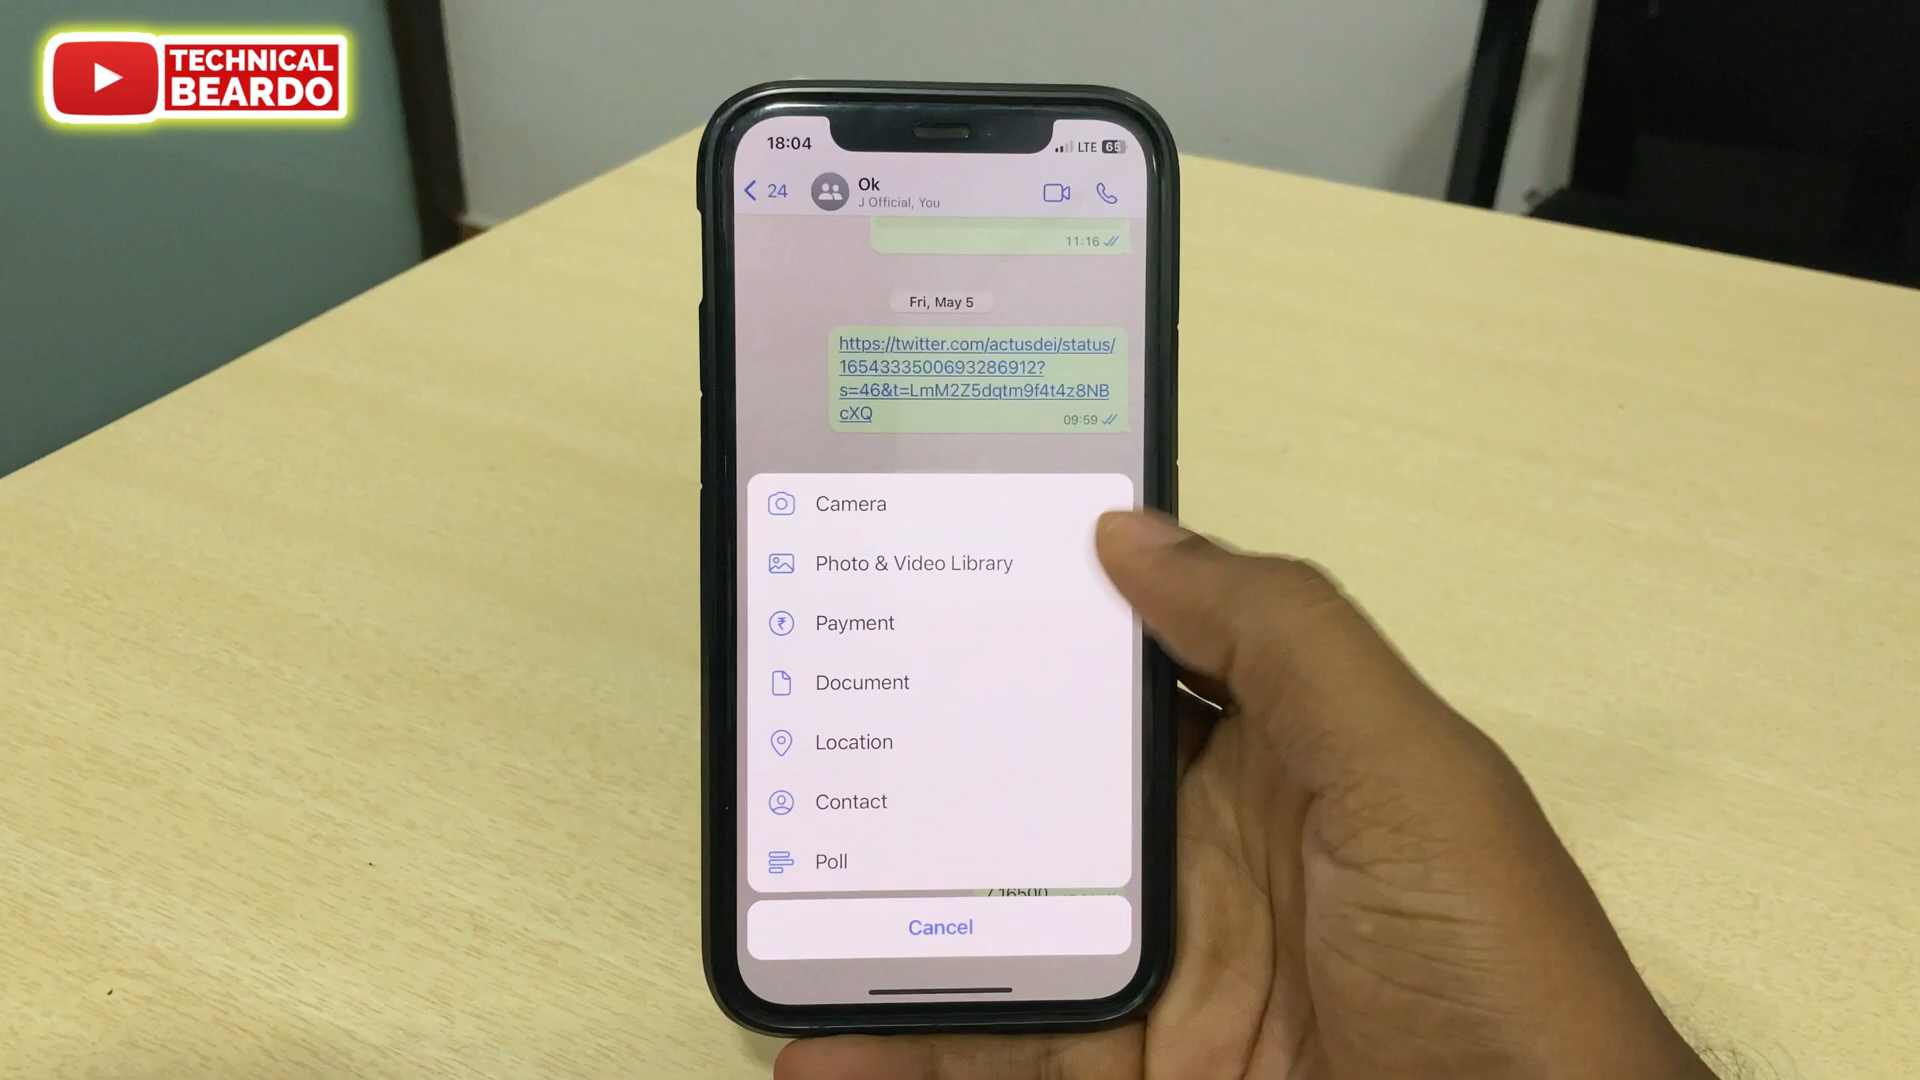 TECHNICAL
BEARDO
18:04
LTE 65
24
Ok
J Official, You
11:16
Fri, May 5
https://twitter.com/actusdei/status/
1654333500693286912?
s=46&t=LmM2Z5dqtm9f4t4z8NB
cXQ
09:59
Camera
Photo & Video Library
₹
Payment
Document
Location
Contact
Poll
Cancel